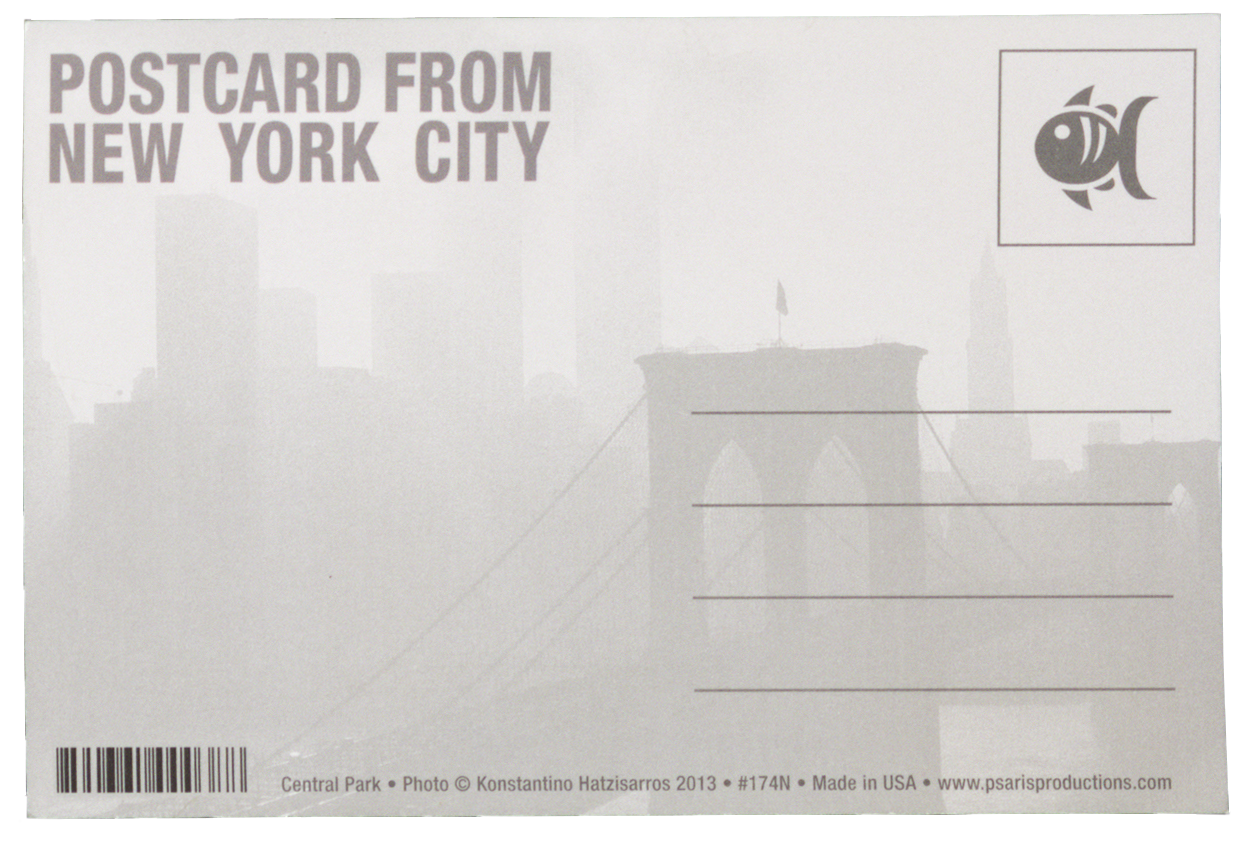 POSTCARD FROM
NEW YORK CITY
Central Park • Photo © Konstantino Hatzisarros 2013 • #174N • Made in USA • www.psarisproductions.com